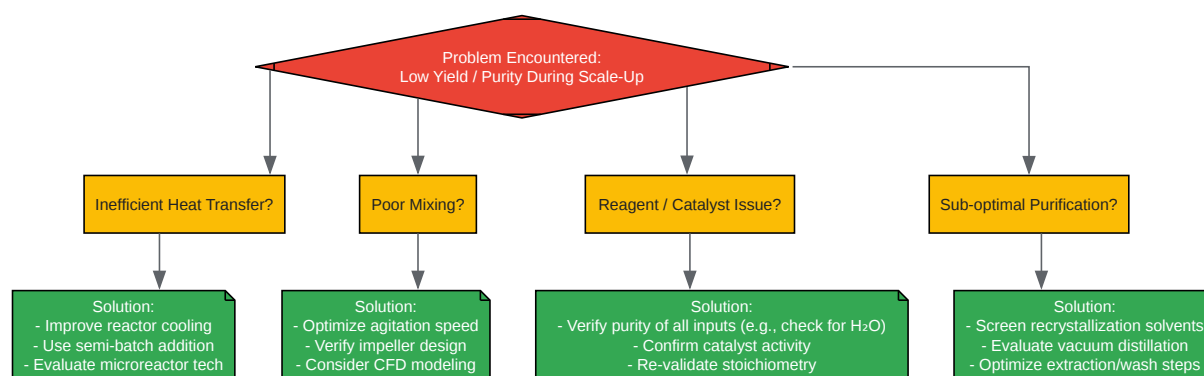 Problem Encountered:
Low Yield / Purity During Scale-Up
Inefficient Heat Transfer?
Poor Mixing?
Reagent / Catalyst Issue?
Sub-optimal Purification?
Solution:
- Improve reactor cooling
- Use semi-batch addition
- Evaluate microreactor tech
Solution:
- Optimize agitation speed
- Verify impeller design
- Consider CFD modeling
Solution:
- Verify purity of all inputs (e.g., check for H₂O)
- Confirm catalyst activity
- Re-validate stoichiometry
Solution:
- Screen recrystallization solvents
- Evaluate vacuum distillation
- Optimize extraction/wash steps